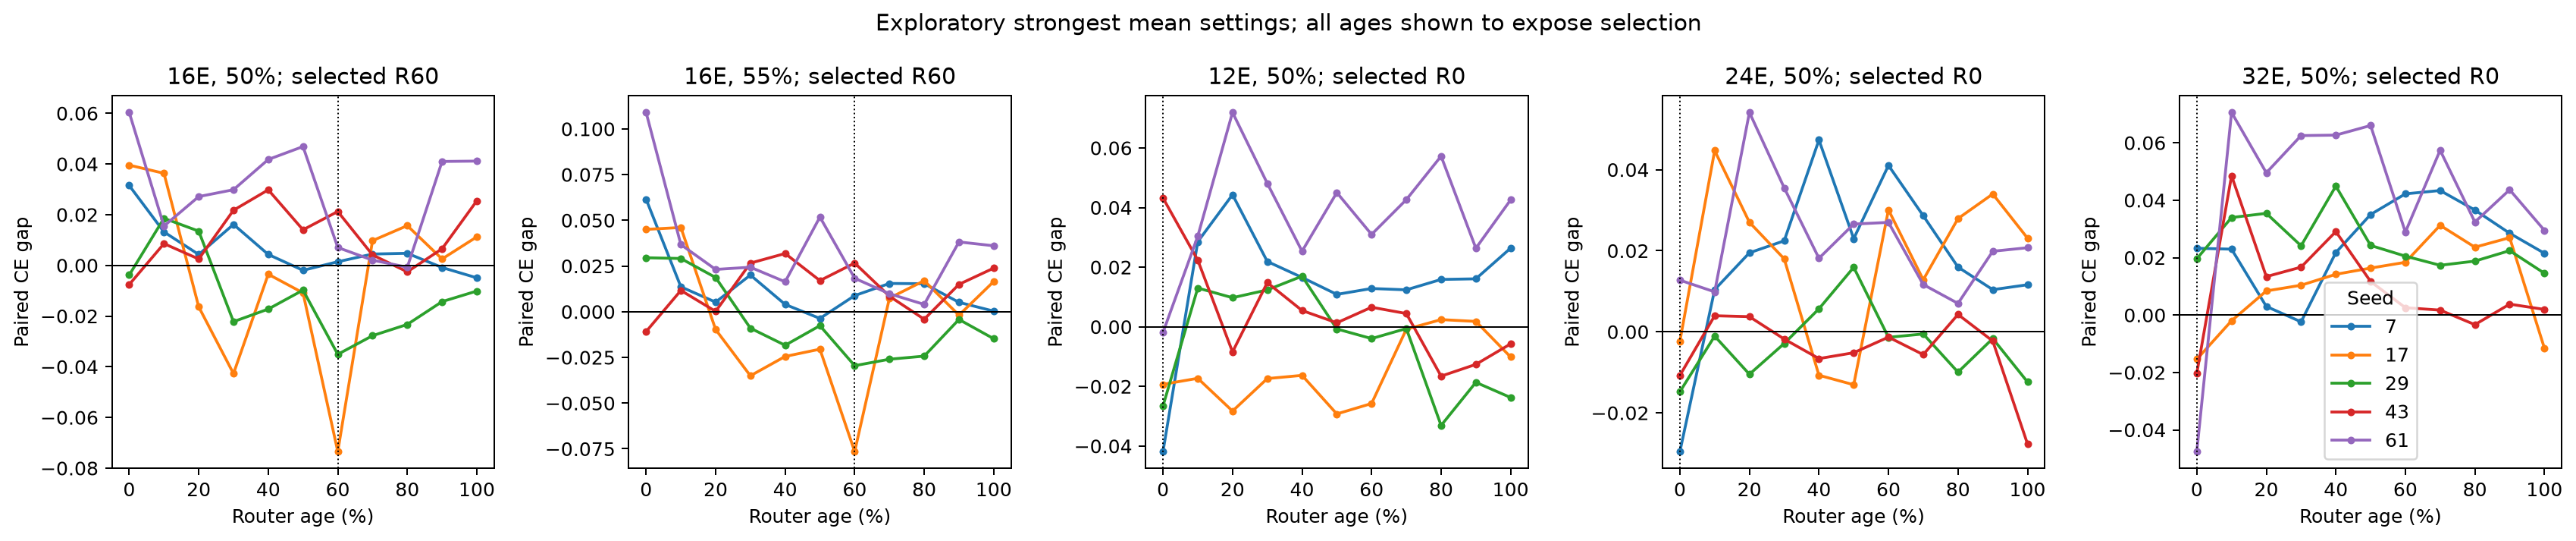 Exploratory strongest mean settings; all ages shown to expose selection
16E, 50%; selected R60
Paired CE gap
0.06
0.04
0.02
0.00
−0.02
−0.04
−0.06
−0.08
0 20 40 60 80 100
Router age (%)
16E, 55%; selected R60
Paired CE gap
0.100
0.075
0.050
0.025
0.000
−0.025
−0.050
−0.075
0 20 40 60 80 100
Router age (%)
12E, 50%; selected R0
Paired CE gap
0.06
0.04
0.02
0.00
−0.02
−0.04
0 20 40 60 80 100
Router age (%)
24E, 50%; selected R0
Paired CE gap
0.04
0.02
0.00
−0.02
0 20 40 60 80 100
Router age (%)
32E, 50%; selected R0
Paired CE gap
0.06
0.04
0.02
0.00
−0.02
−0.04
Seed
7
17
29
43
61
0 20 40 60 80 100
Router age (%)